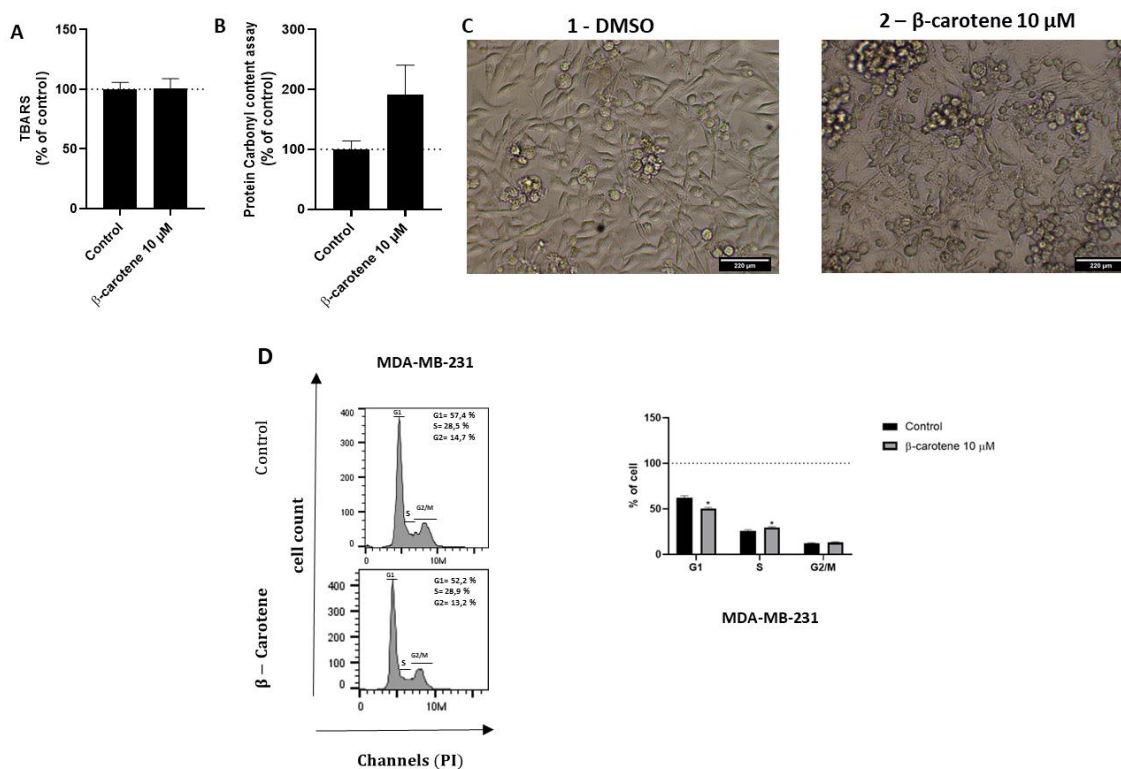 A
150
100
50
0
TBARS
(% of control)
Control
β-carotene 10 µM
B
300
200
100
0
Protein Carbonyl content assay
(% of control)
Control
β-carotene 10 µM
C
1 - DMSO
220 µm
2 – β-carotene 10 µM
220 µm
D
MDA-MB-231
Control
β – Carotene
cell count
400
300
200
100
0
G1
S
G2/M
G1= 57,4 %
S= 28,5 %
G2= 14,7 %
0
10M
400
300
200
100
0
G1
S
G2/M
G1= 52,2 %
S= 28,9 %
G2= 13,2 %
0
10M
Channels (PI)
150
100
50
0
% of cell
* *
G1 S G2/M
Control
β-carotene 10 µM
MDA-MB-231